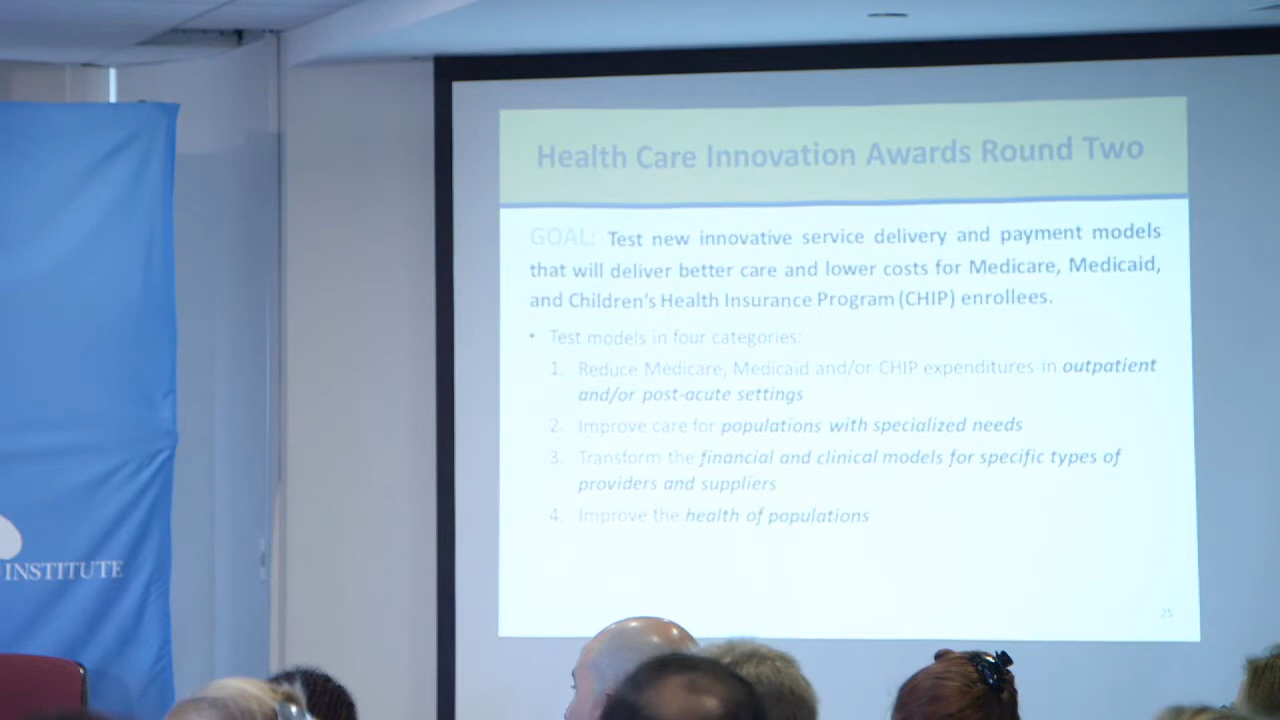 Health Care Innovation Awards Round Two
GOAL: Test new innovative service delivery and payment models
that will deliver better care and lower costs for Medicare, Medicaid,
and Children's Health Insurance Program (CHIP) enrollees.
• Test models in four categories:
1. Reduce Medicare, Medicaid and/or CHIP expenditures in outpatient
and/or post-acute settings
2. Improve care for populations with specialized needs
3. Transform the financial and clinical models for specific types of
providers and suppliers
4. Improve the health of populations
25
INSTITUTE